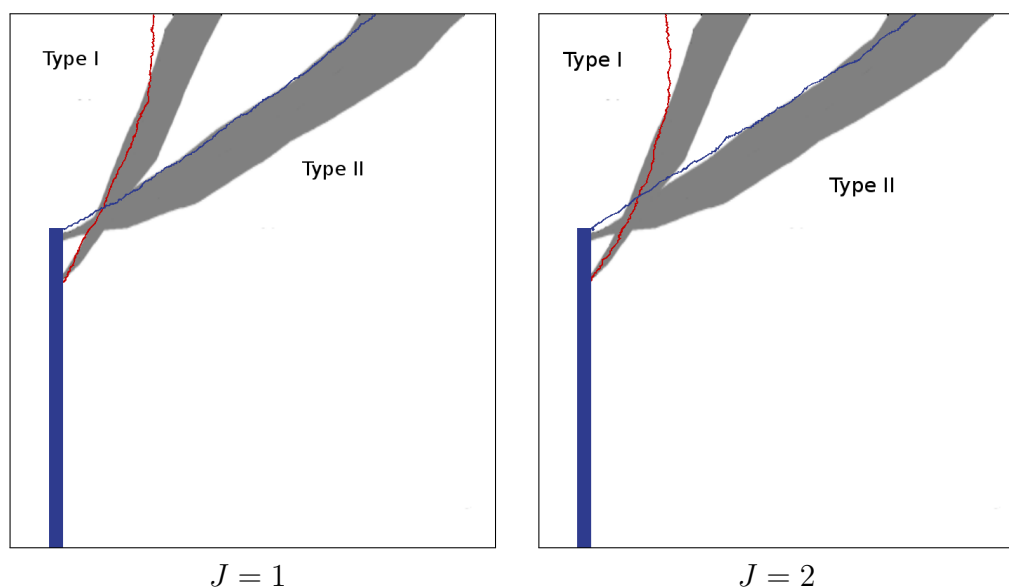 Type I
Type II
J = 1
Type I
Type II
J = 2